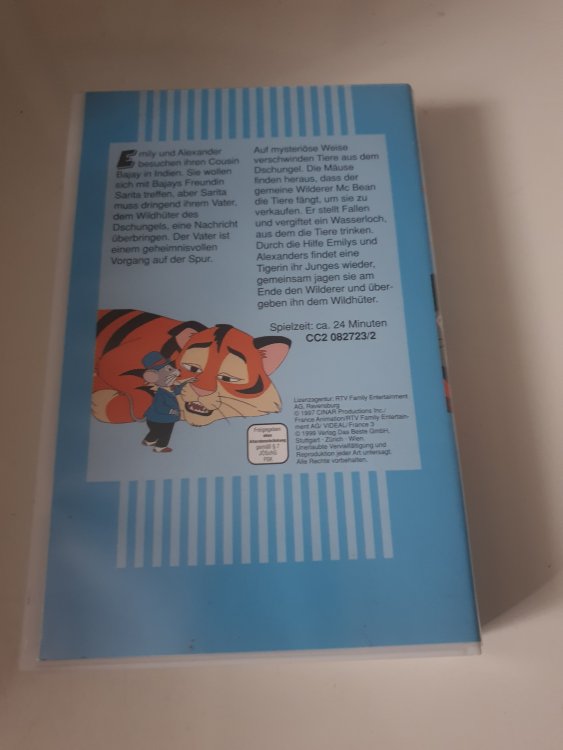 Emily und Alexander
besuchen ihren Cousin
Bajay in Indien. Sie wollen
sich mit Bajays Freundin
Sarita treffen, aber Sarita
muss dringend ihrem Vater,
dem Wildhüter des
Dschungels, eine Nachricht
überbringen. Der Vater ist
einem geheimnisvollen
Vorgang auf der Spur.
Auf mysteriöse Weise
verschwinden Tiere aus dem
Dschungel. Die Mäuse
finden heraus, dass der
gemeine Wilderer Mc Bean
die Tiere fängt, um sie zu
verkaufen. Er stellt Fallen
und vergiftet ein Wasserloch,
aus dem die Tiere trinken.
Durch die Hilfe Emilys und
Alexanders findet eine
Tigerin ihr Junges wieder,
gemeinsam jagen sie am
Ende den Wilderer und über-
geben ihn dem Wildhüter.
Spielzeit: ca. 24 Minuten
CC2 082723/2
Lizenzagentur: RTV Family Entertainment
AG, Ravensburg
© 1997 CINAR Productions Inc./
France Animation/RTV Family Entertain-
ment AG/ VIDEAL/France 3
© 1999 Verlag Das Beste GmbH,
Stuttgart · Zürich · Wien
Unerlaubte Vervielfältigung und
Reproduktion jeder Art untersagt.
Alle Rechte vorbehalten.
Freigegeben
ohne
Altersbeschränkung
gemäß § 7
JÖSchG
FSK